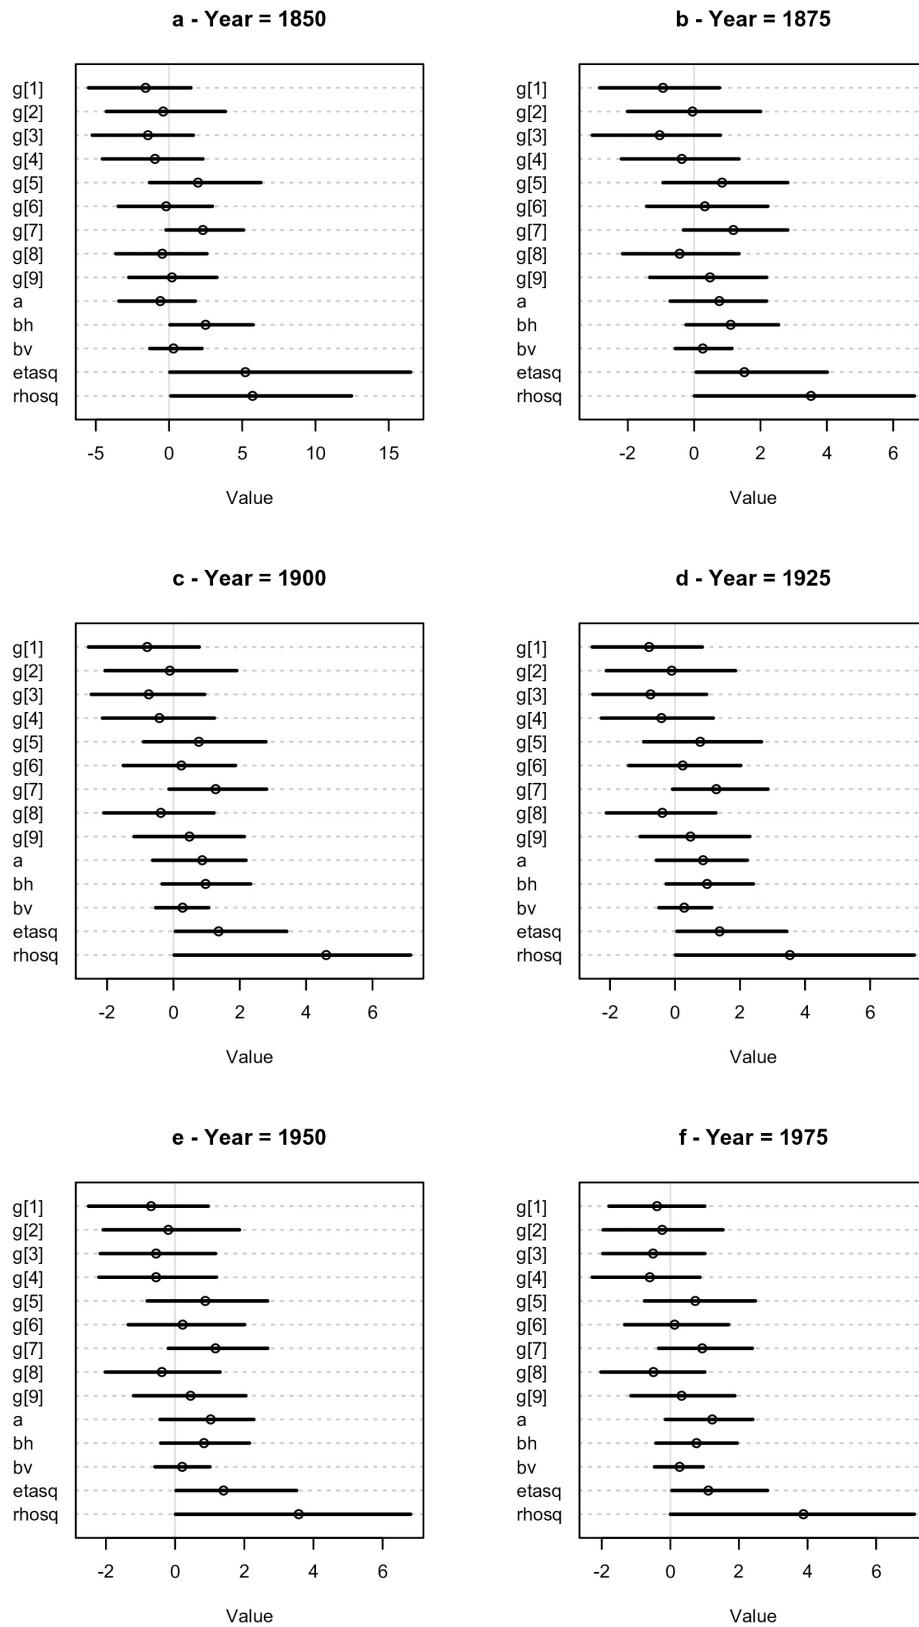 a - Year = 1850
g[1]
g[2]
g[3]
g[4]
g[5]
g[6]
g[7]
g[8]
g[9]
a
bh
bv
etasq
rhosq
-5 0 5 10 15
Value
b - Year = 1875
g[1]
g[2]
g[3]
g[4]
g[5]
g[6]
g[7]
g[8]
g[9]
a
bh
bv
etasq
rhosq
-2 0 2 4 6
Value
c - Year = 1900
g[1]
g[2]
g[3]
g[4]
g[5]
g[6]
g[7]
g[8]
g[9]
a
bh
bv
etasq
rhosq
-2 0 2 4 6
Value
d - Year = 1925
g[1]
g[2]
g[3]
g[4]
g[5]
g[6]
g[7]
g[8]
g[9]
a
bh
bv
etasq
rhosq
-2 0 2 4 6
Value
e - Year = 1950
g[1]
g[2]
g[3]
g[4]
g[5]
g[6]
g[7]
g[8]
g[9]
a
bh
bv
etasq
rhosq
-2 0 2 4 6
Value
f - Year = 1975
g[1]
g[2]
g[3]
g[4]
g[5]
g[6]
g[7]
g[8]
g[9]
a
bh
bv
etasq
rhosq
-2 0 2 4 6
Value